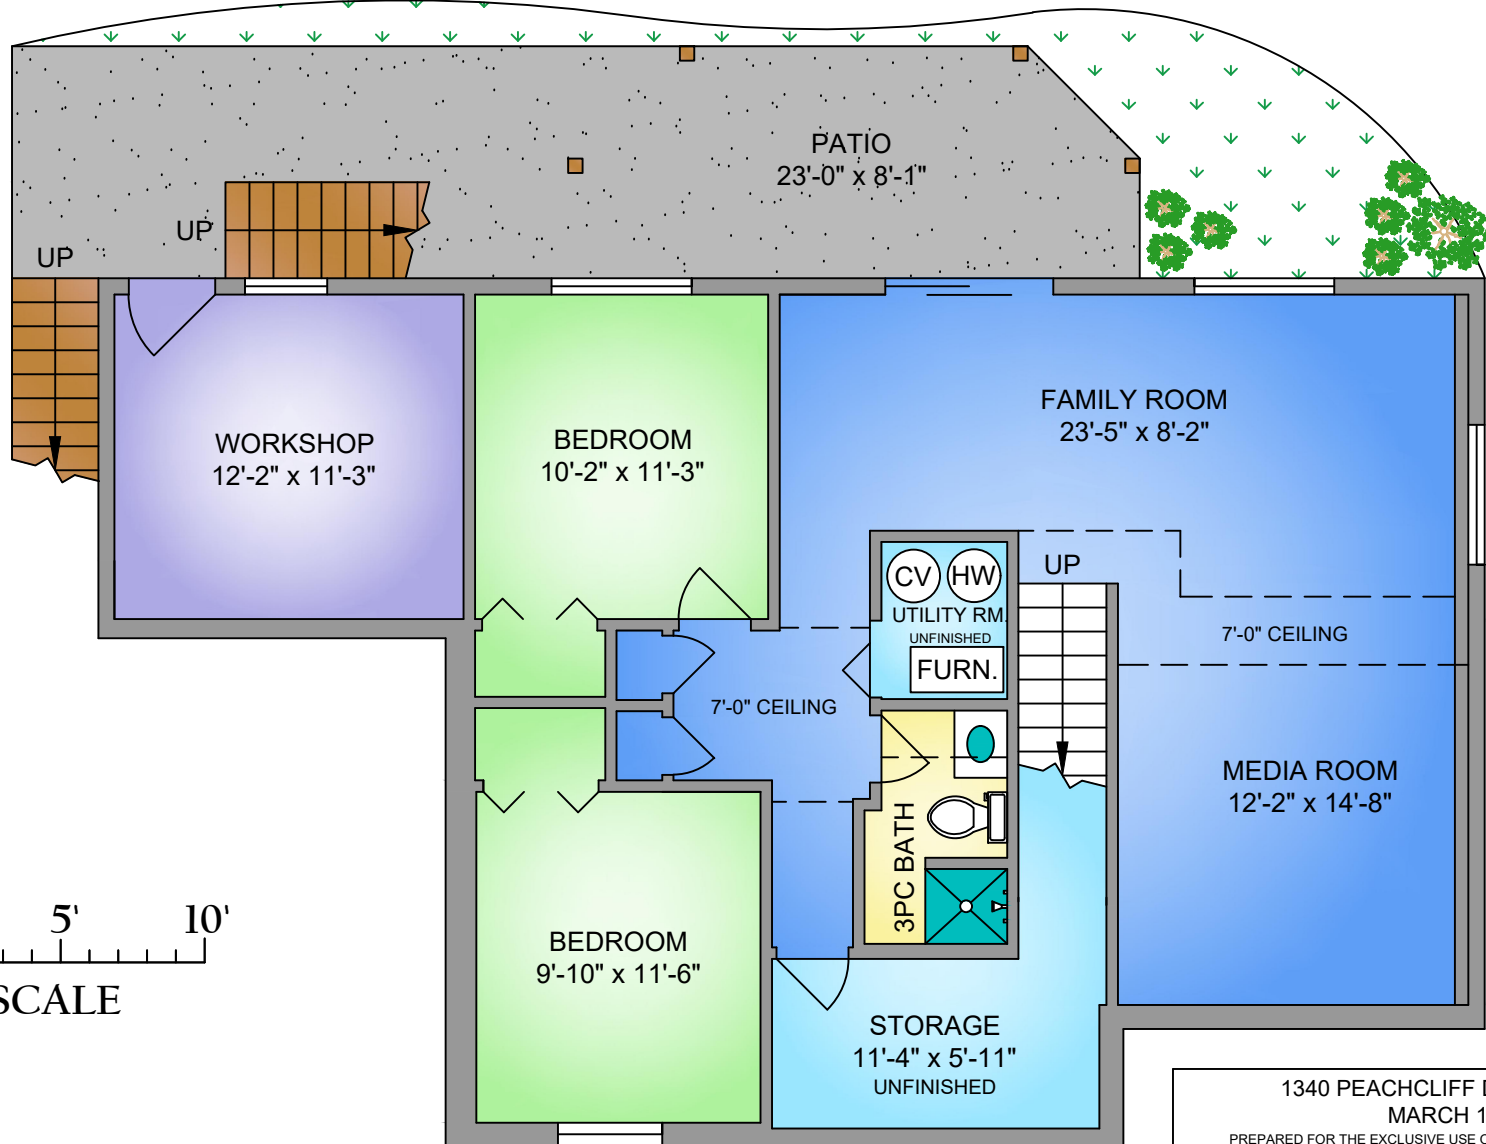 PATIO
23'-0" x 8'-1"
UP
UP
WORKSHOP
12'-2" x 11'-3"
BEDROOM
10'-2" x 11'-3"
FAMILY ROOM
23'-5" x 8'-2"
CV
HW
UTILITY RM.
UNFINISHED
FURN.
UP
7'-0" CEILING
7'-0" CEILING
3PC BATH
MEDIA ROOM
12'-2" x 14'-8"
5'
10'
SCALE
BEDROOM
9'-10" x 11'-6"
STORAGE
11'-4" x 5'-11"
UNFINISHED
1340 PEACHCLIFF
MARCH 1
PREPARED FOR THE EXCLUSIVE USE